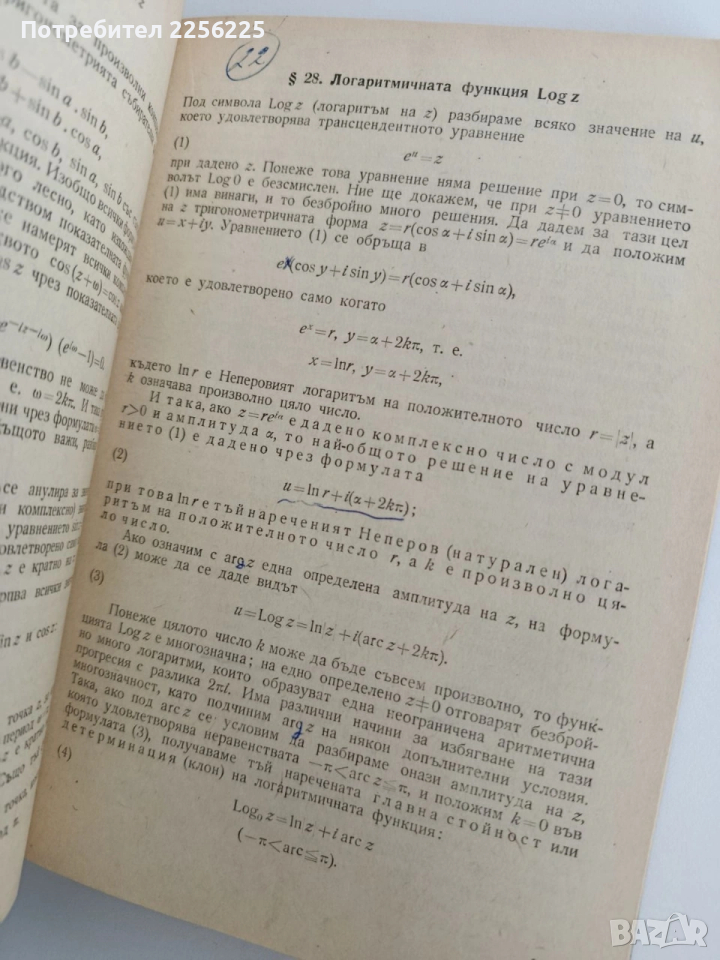 Потребител 2256225
22
§ 28. Логаритмичната функция Log z
Под символа Log z (логаритъм на z) разбираме всяко значение на u,
което удовлетворява трансцендентното уравнение
(1)
eᵘ=z
при дадено z. Понеже това уравнение няма решение при z=0, то сим-
волът Log 0 е безсмислен. Ние ще докажем, че при z≠0 уравнението
(1) има винаги, и то безбройно много решения. Да дадем за тази цел
на z тригонометричната форма z=r(cos α+i sin α)=reⁱᵅ и да положим
u=x+iy. Уравнението (1) се обръща в
eˣ(cos y+i sin y)=r(cos α+i sin α),
което е удовлетворено само когато
eˣ=r, y=α+2kπ, т. е.
x=ln r, y=α+2kπ,
където ln r е Неперовият логаритъм на положителното число r=|z|, а
k означава произволно цяло число.
И така, ако z=reⁱᵅ е дадено комплексно число с модул
r>0 и амплитуда α, то най-общото решение на уравне-
нието (1) е дадено чрез формулата
(2)
u=ln r+i(α+2kπ);
при това ln r е тъй нареченият Неперов (натурален) лога-
ритъм на положителното число r, а k е произволно ця-
ло число.
Ако означим с arg z една определена амплитуда на z, на форму-
ла (2) може да се даде видът
(3)
u=Log z=ln|z|+i(arc z+2kπ).
Понеже цялото число k може да бъде съвсем произволно, то функ-
цията Log z е многозначна; на едно определено z≠0 отговарят безброй-
но много логаритми, които образуват една неограничена аритметична
прогресия с разлика 2πi. Има различни начини за избягване на тази
многозначност, като подчиним arg z на някои допълнителни условия.
Така, ако под arc z се условим да разбираме онази амплитуда на z,
която удовлетворява неравенствата −π<arc z≦π, и положим k=0 във
формулата (3), получаваме тъй наречената главна стойност или
детерминация (клон) на логаритмичната функция:
(4)
Log₀ z=ln z+i arc z
(−π<arc≦π).
BAZAR